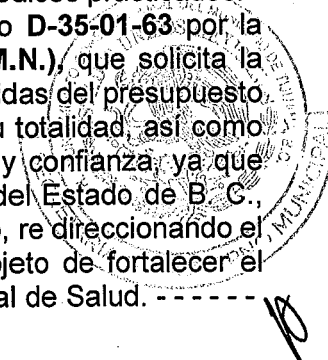 o D-35-01-63 por la
M.N.), que solicita la
idas del presupuesto
u totalidad, así como
y confianza, ya que
del Estado de B. C.,
o, re direccionando el
jeto de fortalecer el
al de Salud. - - - - - -